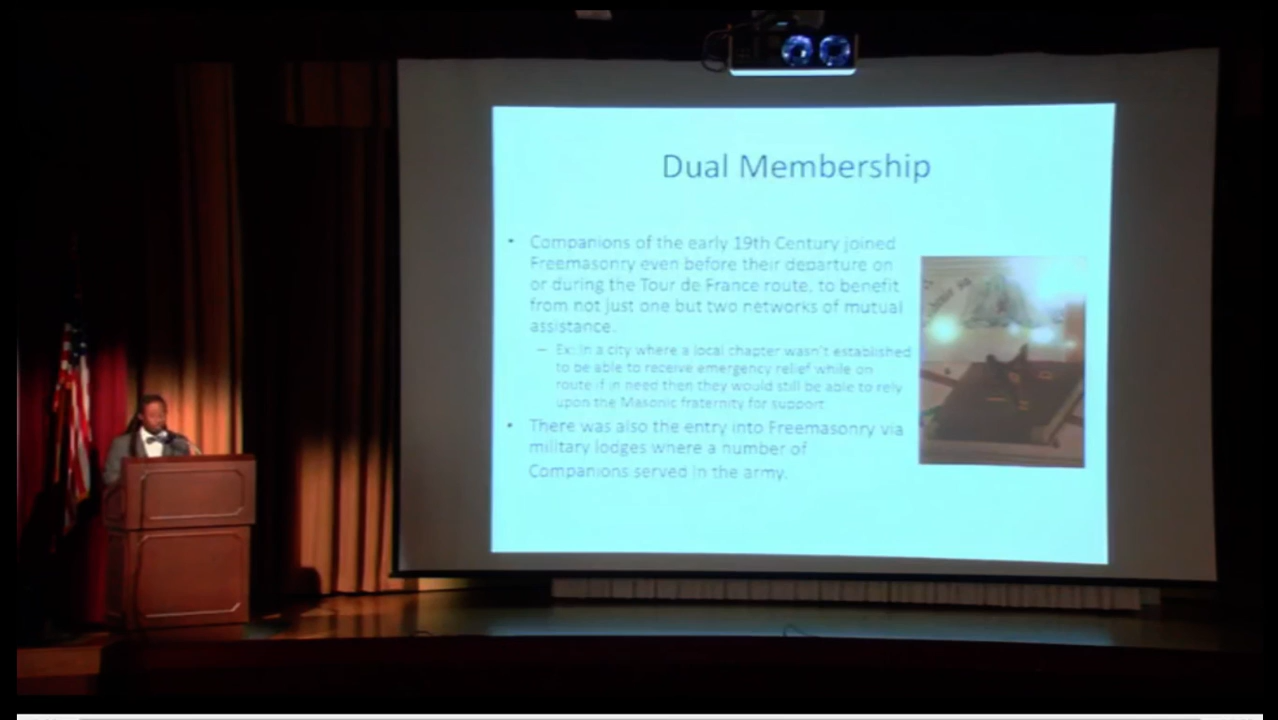 Dual Membership
• Companions of the early 19th Century joined
Freemasonry even before their departure on
or during the Tour de France route, to benefit
from not just one but two networks of mutual
assistance.
– Ex: In a city where a local chapter wasn't established
to be able to receive emergency relief while on
route if in need then they would still be able to rely
upon the Masonic fraternity for support.
• There was also the entry into Freemasonry via
military lodges where a number of
Companions served in the army.